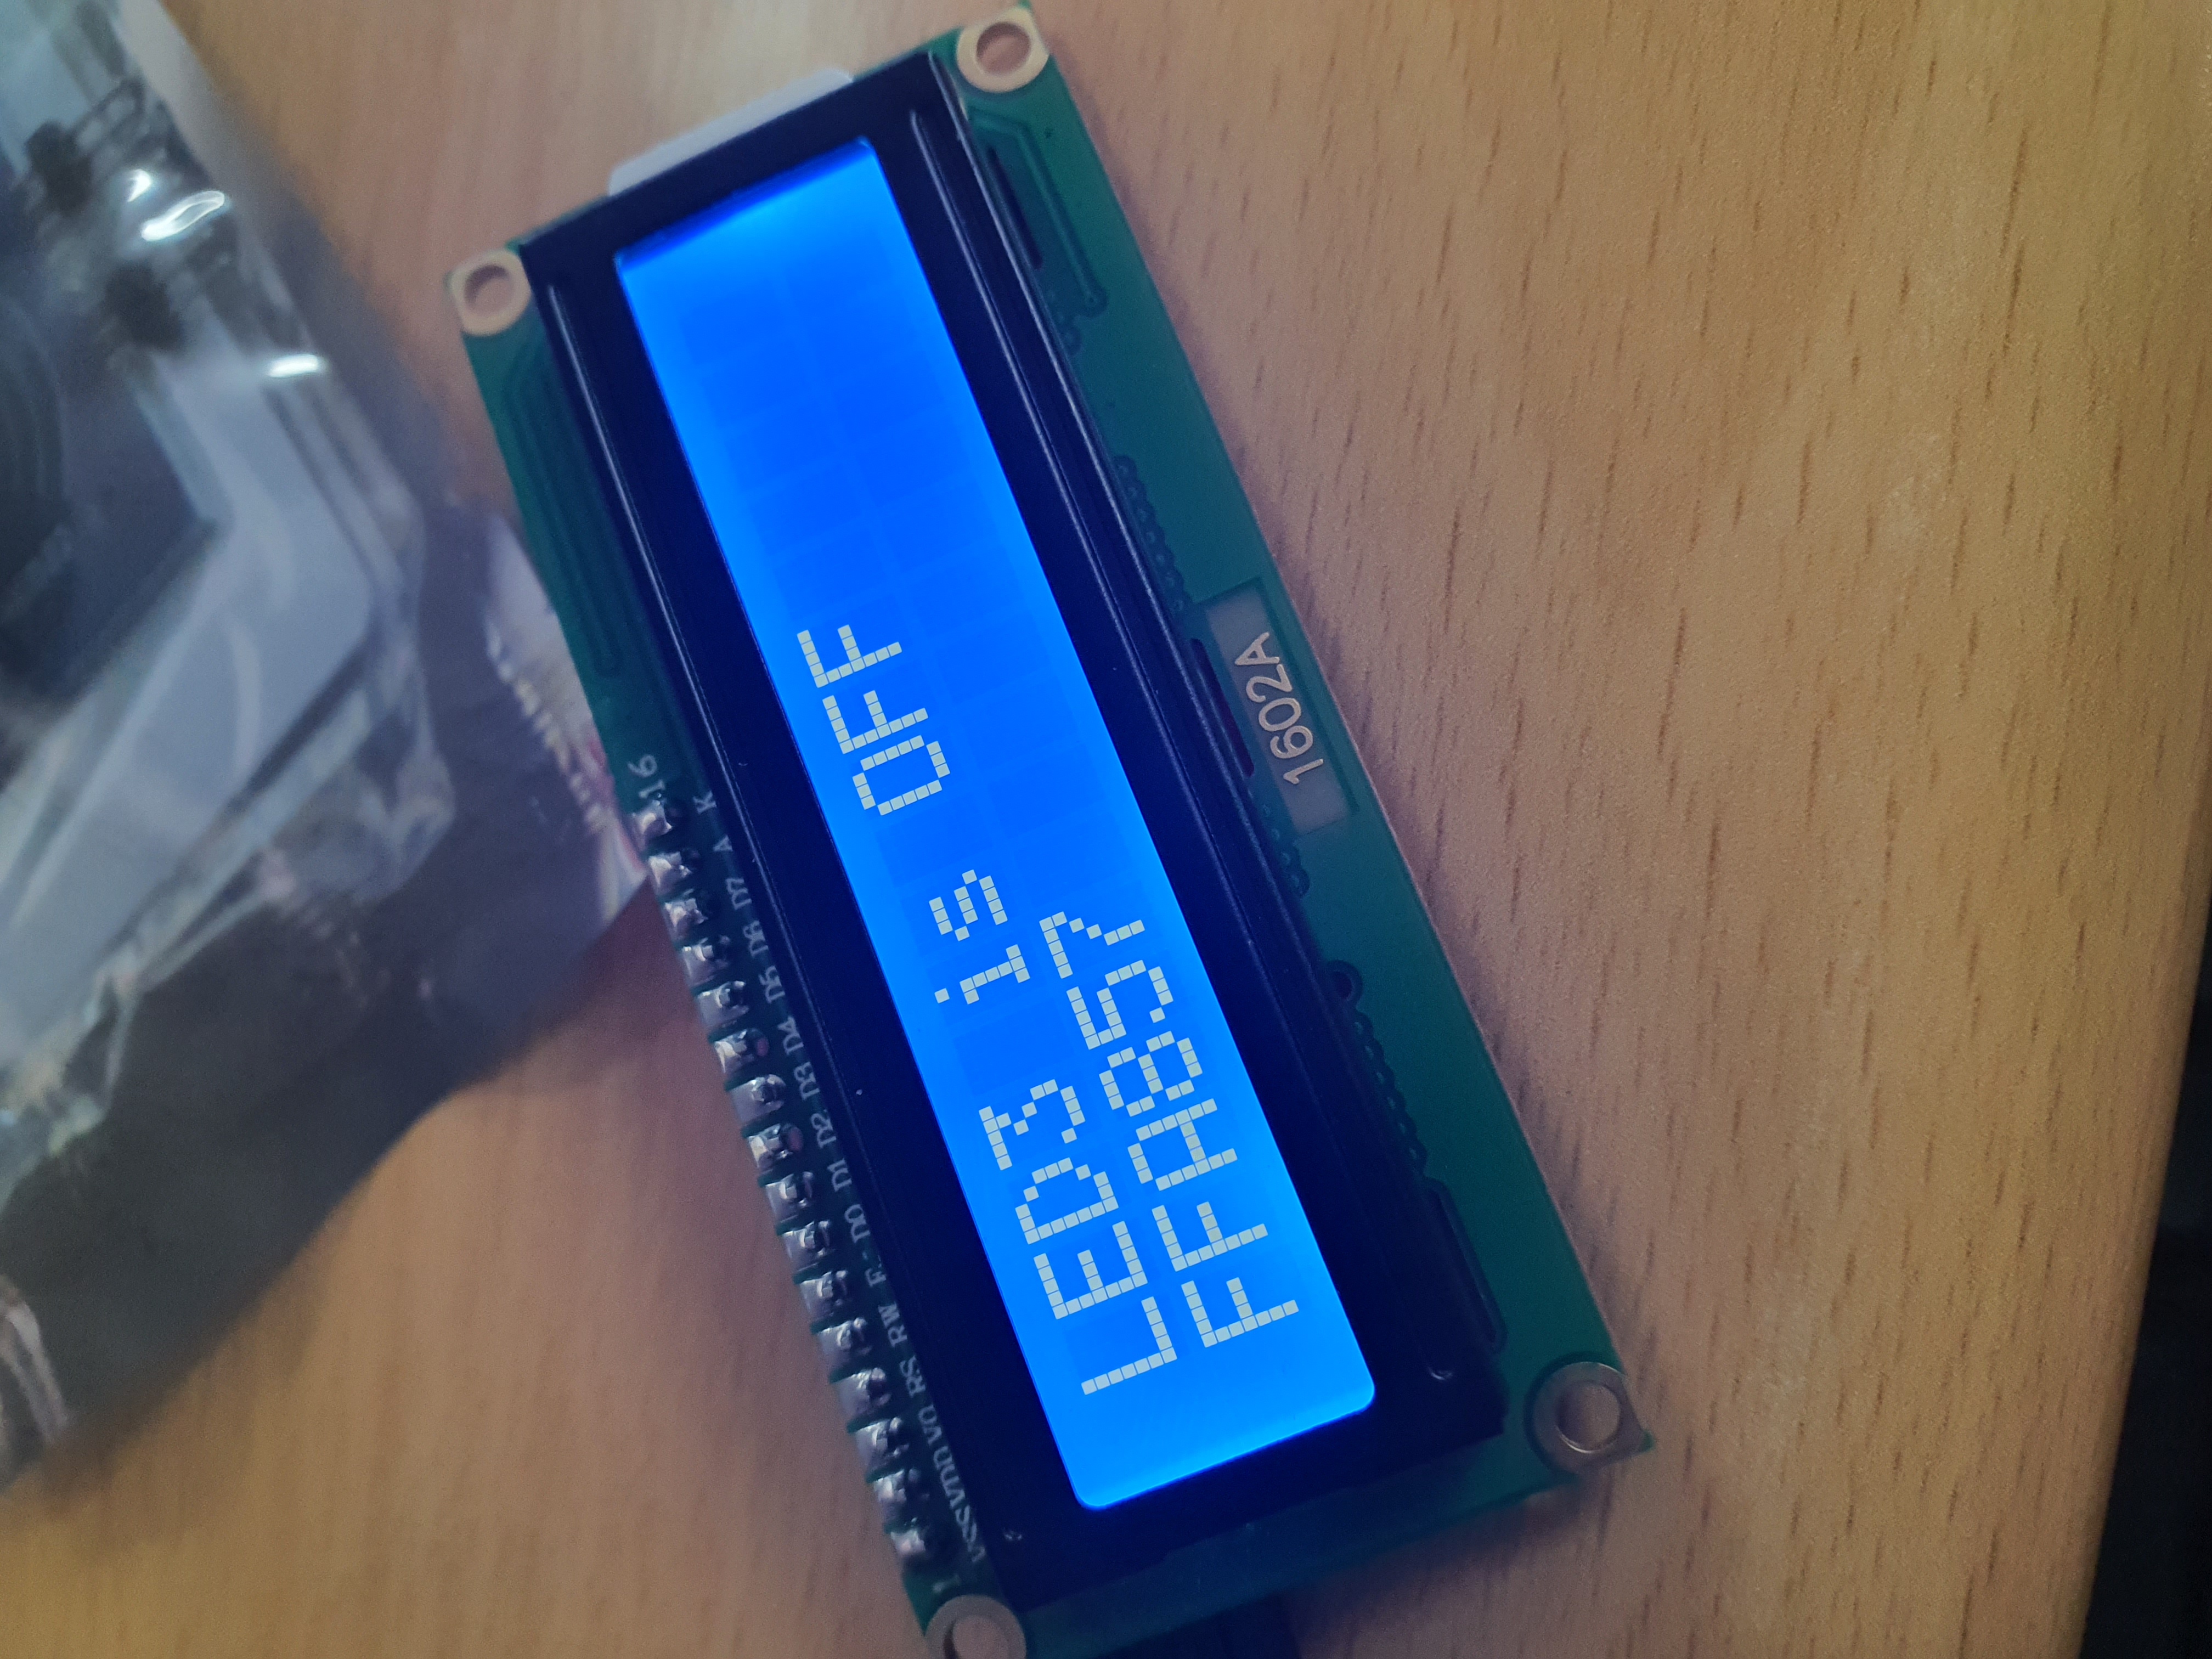 16
1
VSS VDD V0 RS RW E D0 D1 D2 D3 D4 D5 D6 D7 A K
LED3 is OFF
FFA857
1602A